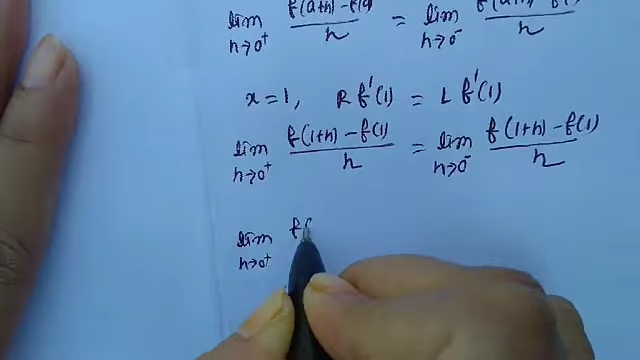 lim h→0⁺ f(a+h) - f(a) / h = lim h→0⁻ f(a+h) - f(a) / h
x = 1, R f'(1) = L f'(1)
lim h→0⁺ f(1+h) - f(1) / h = lim h→0⁻ f(1+h) - f(1) / h
lim h→0⁺ f(